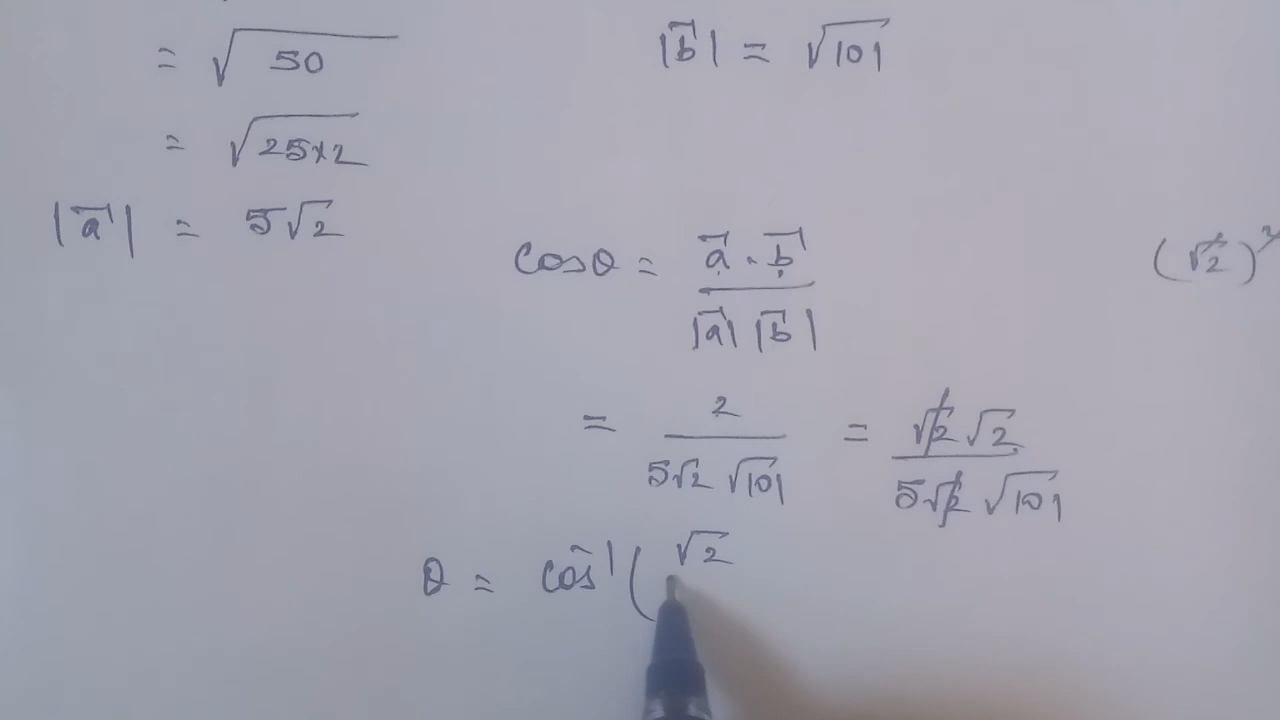 = √50
|b⃗| = √101
= √25×2
|a⃗| = 5√2
cosθ = a⃗ · b⃗ / |a⃗| |b⃗|
(√2)²
= 2 / 5√2 √101 = √2 √2 / 5√2 √101
θ = cos⁻¹ ( √2